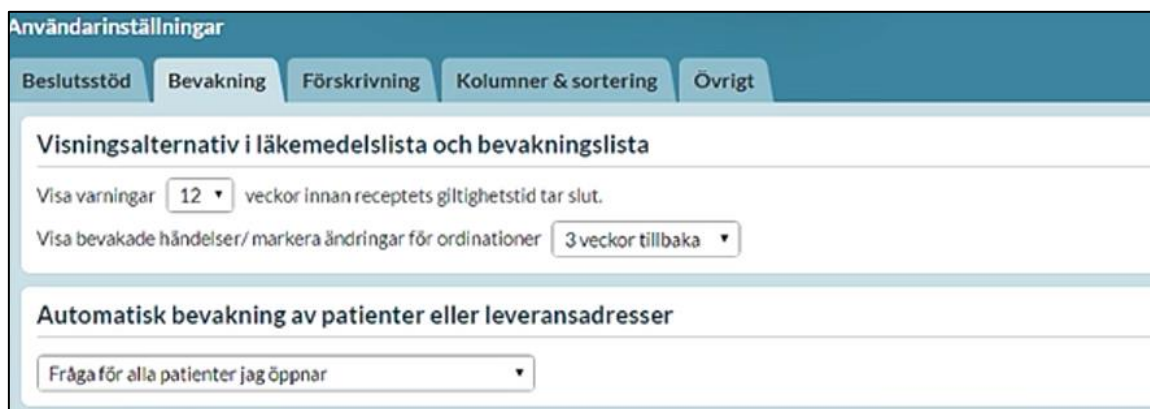 Användarinställningar
Beslutsstöd Bevakning Förskrivning Kolumner & sortering Övrigt
Visningsalternativ i läkemedelslista och bevakningslista
Visa varningar 12 veckor innan receptets giltighetstid tar slut.
Visa bevakade händelser/ markera ändringar för ordinationer 3 veckor tillbaka
Automatisk bevakning av patienter eller leveransadresser
Fråga för alla patienter jag öppnar